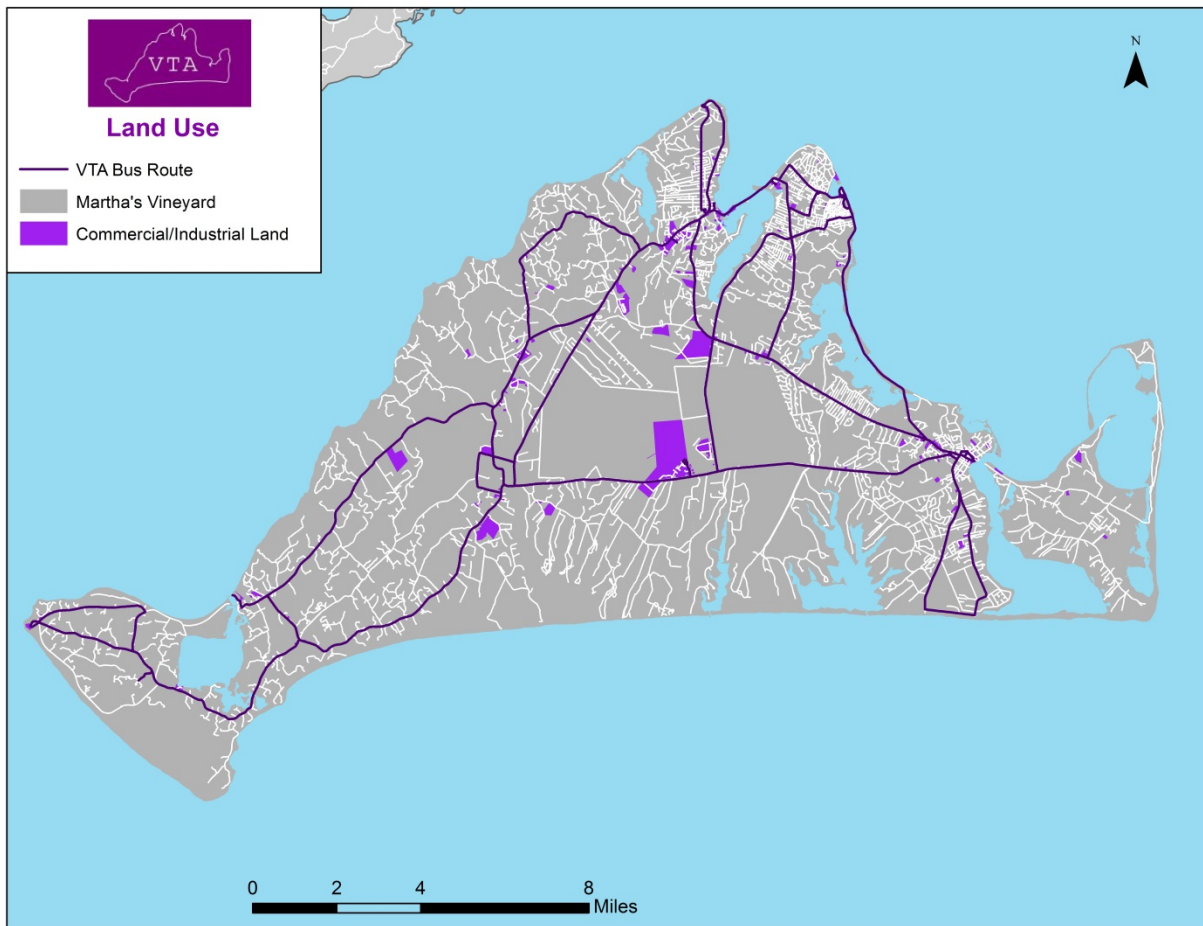 VTA
Land Use
VTA Bus Route
Martha's Vineyard
Commercial/Industrial Land
N
0 2 4 8
Miles